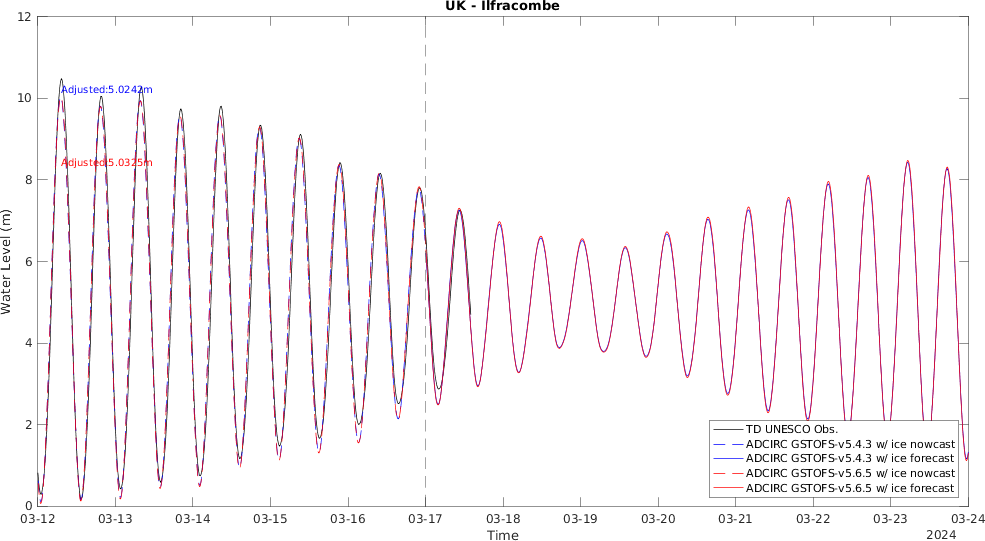 UK - Ilfracombe
12
10
8
6
4
2
0
Water Level (m)
Adjusted:5.0242m
Adjusted:5.0325m
TD UNESCO Obs.
ADCIRC GSTOFS-v5.4.3 w/ ice nowcast
ADCIRC GSTOFS-v5.4.3 w/ ice forecast
ADCIRC GSTOFS-v5.6.5 w/ ice nowcast
ADCIRC GSTOFS-v5.6.5 w/ ice forecast
03-12 03-13 03-14 03-15 03-16 03-17 03-18 03-19 03-20 03-21 03-22 03-23 03-24
Time
2024